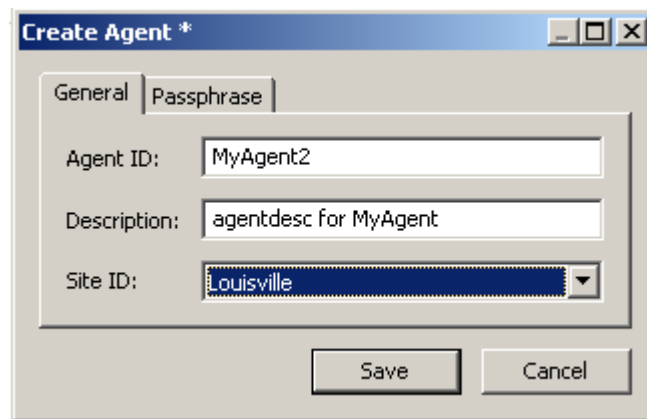 Create Agent *
General Passphrase
Agent ID: MyAgent2
Description: agentdesc for MyAgent
Site ID: Louisville
Save Cancel